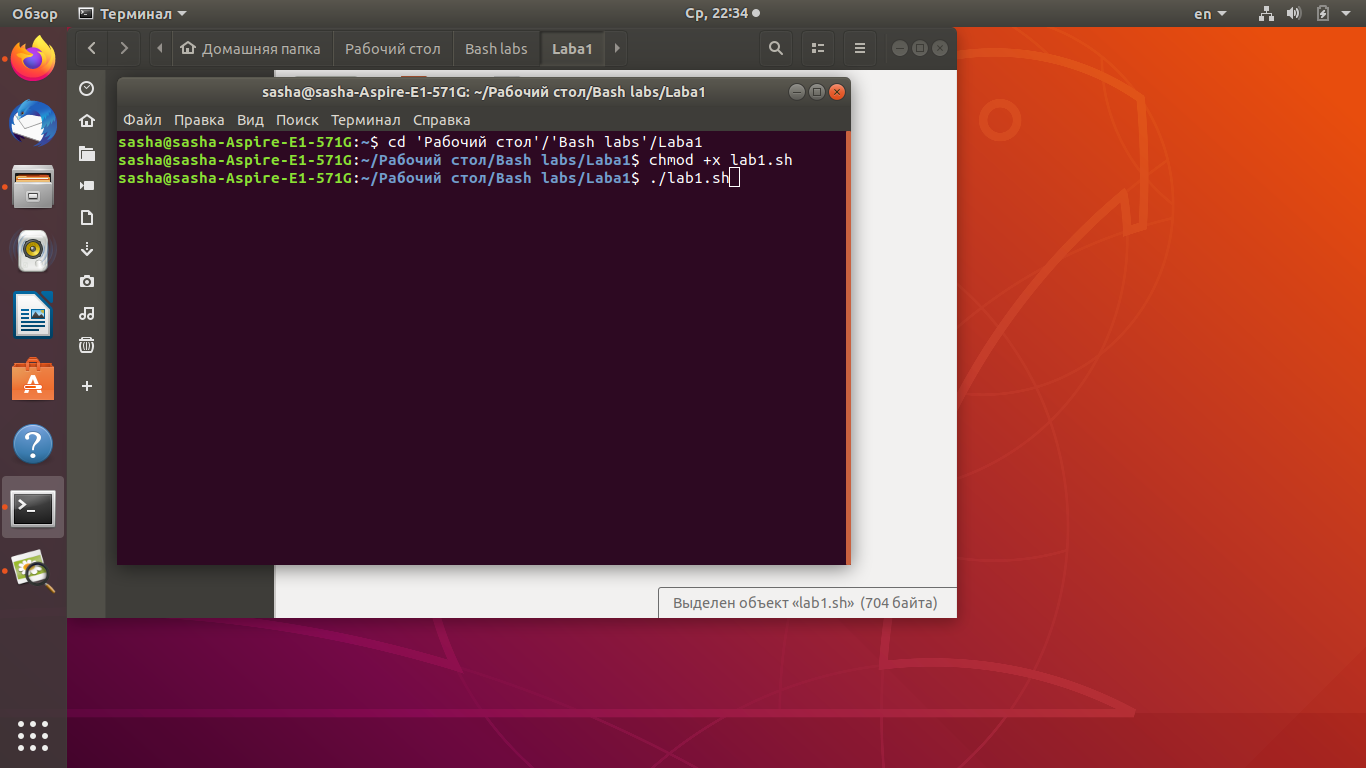 Обзор Терминал Ср, 22:34 en
Домашняя папка Рабочий стол Bash labs Laba1
sasha@sasha-Aspire-E1-571G: ~/Рабочий стол/Bash labs/Laba1
Файл Правка Вид Поиск Терминал Справка
sasha@sasha-Aspire-E1-571G:~$ cd 'Рабочий стол'/'Bash labs'/Laba1
sasha@sasha-Aspire-E1-571G:~/Рабочий стол/Bash labs/Laba1$ chmod +x lab1.sh
sasha@sasha-Aspire-E1-571G:~/Рабочий стол/Bash labs/Laba1$ ./lab1.sh
Выделен объект «lab1.sh» (704 байта)